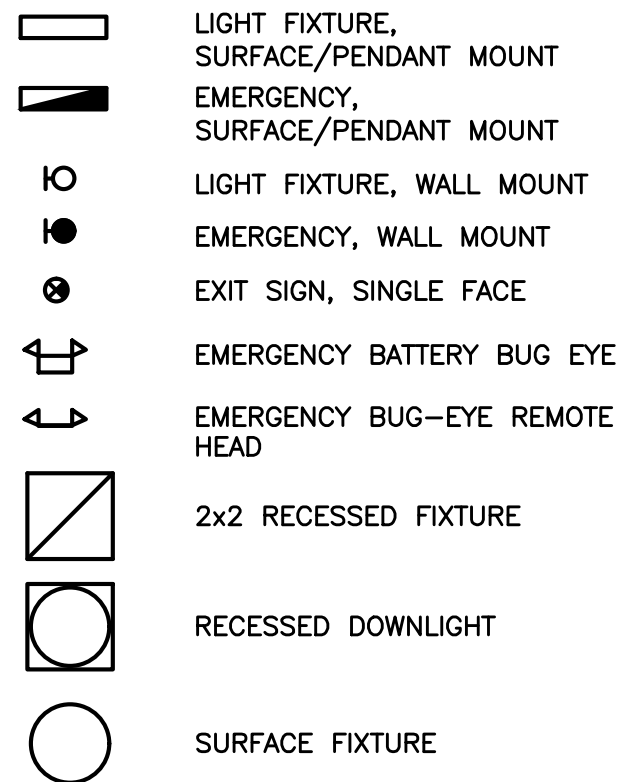 LIGHT FIXTURE,
SURFACE/PENDANT MOUNT
EMERGENCY,
SURFACE/PENDANT MOUNT
LIGHT FIXTURE, WALL MOUNT
EMERGENCY, WALL MOUNT
EXIT SIGN, SINGLE FACE
EMERGENCY BATTERY BUG EYE
EMERGENCY BUG-EYE REMOTE
HEAD
2x2 RECESSED FIXTURE
RECESSED DOWNLIGHT
SURFACE FIXTURE